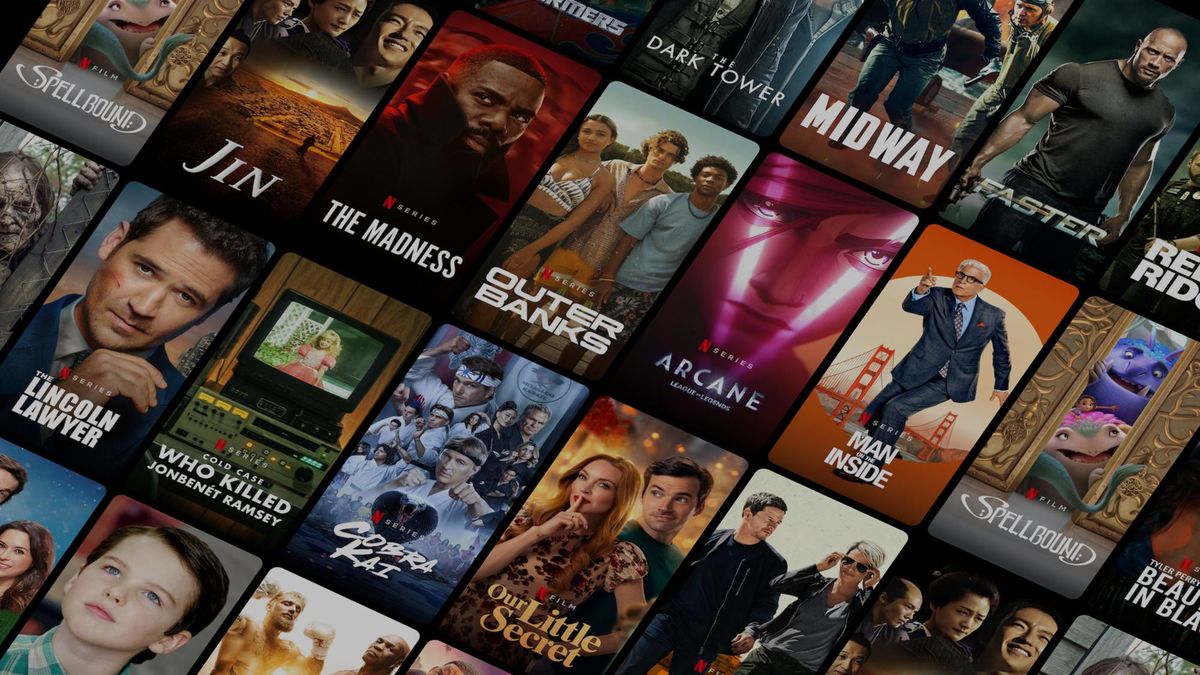 N FILM
SPELLBOUND
JIN
N SERIES
THE MADNESS
THE
DARK TOWER
MIDWAY
FASTER
N SERIES
THE
LINCOLN
LAWYER
N SERIES
COLD CASE
WHO KILLED
JONBENÉT RAMSEY
N SERIES
COBRA
KAI
N SERIES
OUTER
BANKS
N SERIES
ARCANE
LEAGUE OF LEGENDS
N SERIES
MAN
ON THE
INSIDE
N FILM
SPELLBOUND
N FILM
Our Little
Secret
N
TYLER PERRY